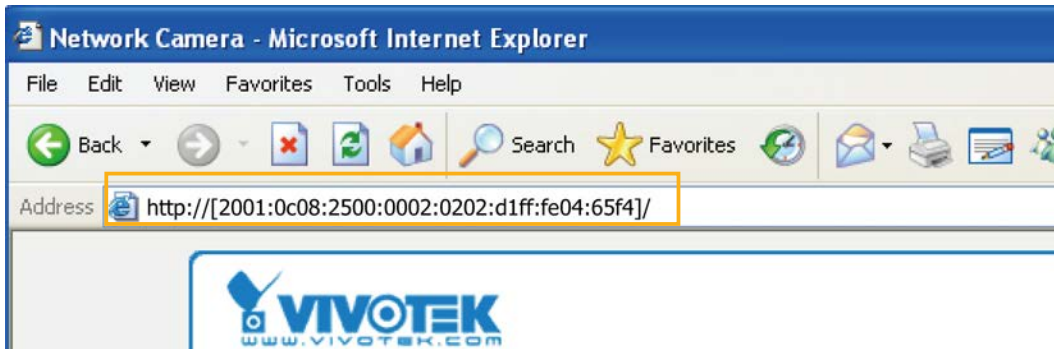 Network Camera - Microsoft Internet Explorer
File Edit View Favorites Tools Help
Back Search Favorites
Address http://[2001:0c08:2500:0002:0202:d1ff:fe04:65f4]/
VIVOTEK
www.vivotek.com